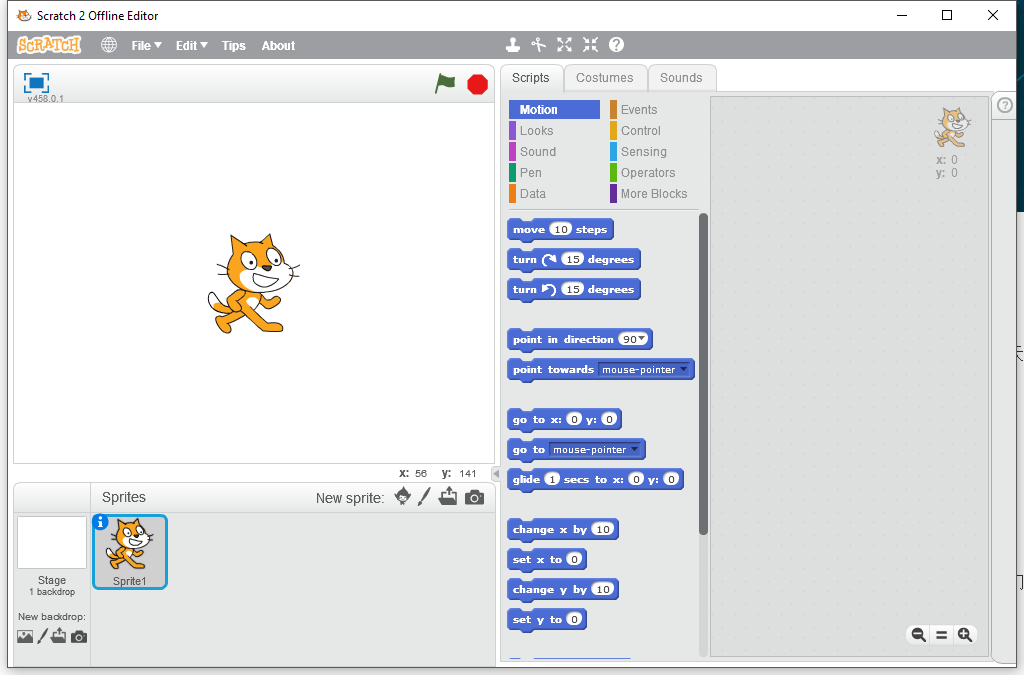 Scratch 2 Offline Editor
SCRATCH File Edit Tips About
v458.0.1
Scripts Costumes Sounds
Motion Events
Looks Control
Sound Sensing
Pen Operators
Data More Blocks
x: 0
y: 0
move 10 steps
turn 15 degrees
turn 15 degrees
point in direction 90
point towards mouse-pointer
go to x: 0 y: 0
go to mouse-pointer
glide 1 secs to x: 0 y: 0
change x by 10
set x to 0
change y by 10
set y to 0
x: 56 y: 141
Sprites New sprite:
Sprite1
Stage
1 backdrop
New backdrop: